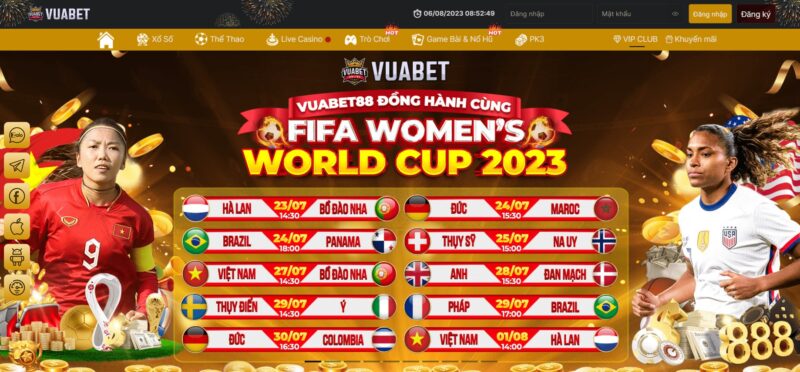 VUABET
06/08/2023 08:52:49
Đăng nhập
Mật khẩu
Đăng nhập
Đăng ký
Xổ Số
Thể Thao
Live Casino
Trò Chơi
HOT
Game Bài & Nổ Hũ
HOT
PK3
VIP CLUB
Khuyến mãi
VUABET
VUABET88 ĐỒNG HÀNH CÙNG
FIFA WOMEN'S
WORLD CUP 2023
HÀ LAN 23/07 14:30 BỒ ĐÀO NHA
ĐỨC 24/07 15:30 MAROC
BRAZIL 24/07 18:00 PANAMA
THỤY SỸ 25/07 15:00 NA UY
VIỆT NAM 27/07 14:30 BỒ ĐÀO NHA
ANH 28/07 15:30 ĐAN MẠCH
THỤY ĐIỂN 29/07 14:30 Ý
PHÁP 29/07 17:00 BRAZIL
ĐỨC 30/07 16:30 COLOMBIA
VIỆT NAM 01/08 14:00 HÀ LAN
9
USA
888
Zalo